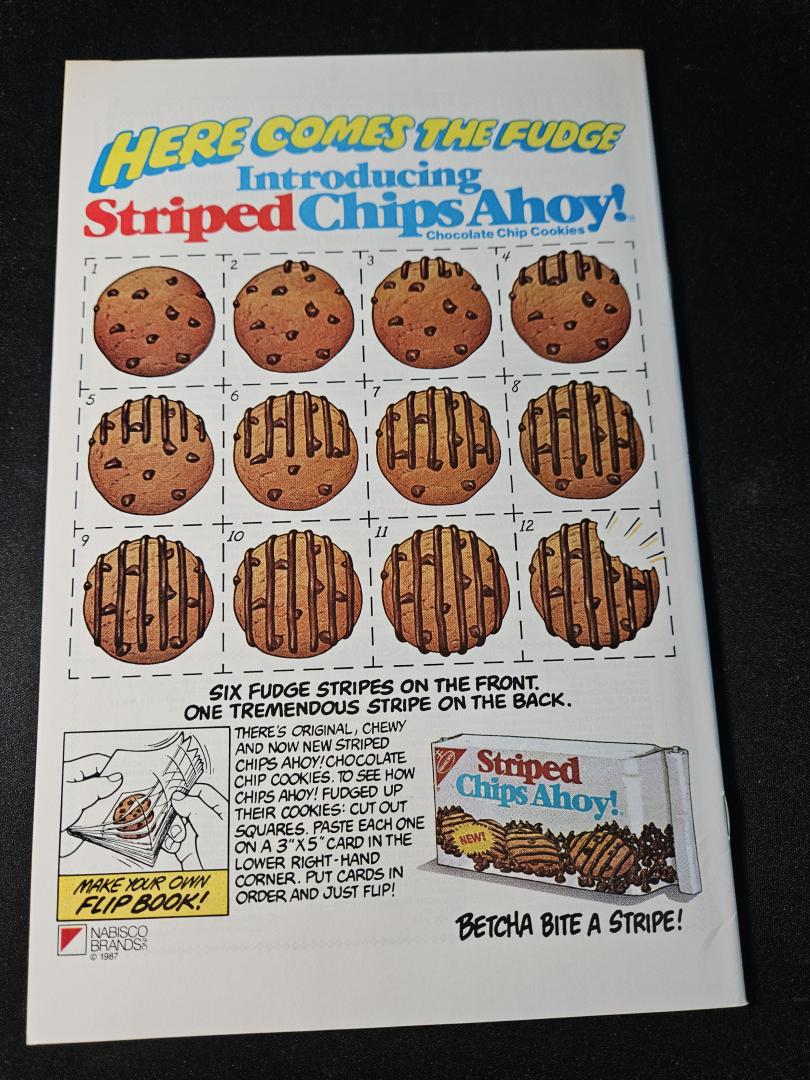 HERE COMES THE FUDGE
Introducing
Striped Chips Ahoy!®
Chocolate Chip Cookies
1
2
3
4
5
6
7
8
9
10
11
12
SIX FUDGE STRIPES ON THE FRONT.
ONE TREMENDOUS STRIPE ON THE BACK.
THERE'S ORIGINAL, CHEWY
AND NOW NEW STRIPED
CHIPS AHOY! CHOCOLATE
CHIP COOKIES. TO SEE HOW
CHIPS AHOY! FUDGED UP
THEIR COOKIES: CUT OUT
SQUARES. PASTE EACH ONE
ON A 3"X5" CARD IN THE
LOWER RIGHT-HAND
CORNER. PUT CARDS IN
ORDER AND JUST FLIP!
MAKE YOUR OWN
FLIP BOOK!
NABISCO
BRANDS
© 1987
NABISCO
Striped
Chips Ahoy!
NEW!
BETCHA BITE A STRIPE!